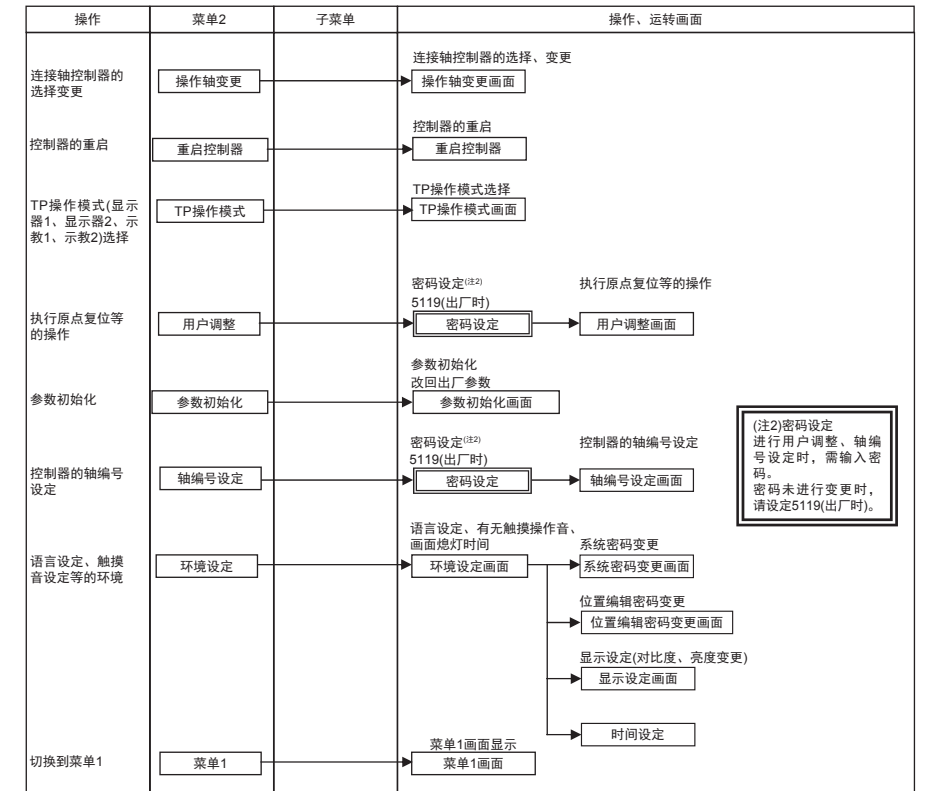 操作
菜单2
子菜单
操作、运转画面
连接轴控制器的
选择变更
操作轴变更
连接轴控制器的选择、变更
操作轴变更画面
控制器的重启
重启控制器
控制器的重启
重启控制器
TP操作模式(显示
器1、显示器2、示
教1、示教2)选择
TP操作模式
TP操作模式选择
TP操作模式画面
执行原点复位等
的操作
用户调整
密码设定(注2)
5119(出厂时)
密码设定
执行原点复位等的操作
用户调整画面
参数初始化
参数初始化
参数初始化
改回出厂参数
参数初始化画面
(注2)密码设定
进行用户调整、轴编
号设定时，需输入密
码。
密码未进行变更时，
请设定5119(出厂时)。
控制器的轴编号
设定
轴编号设定
密码设定(注2)
5119(出厂时)
密码设定
控制器的轴编号设定
轴编号设定画面
语言设定、触摸
音设定等的环境
环境设定
语言设定、有无触摸操作音、
画面熄灯时间
环境设定画面
系统密码变更
系统密码变更画面
位置编辑密码变更
位置编辑密码变更画面
显示设定(对比度、亮度变更)
显示设定画面
时间设定
切换到菜单1
菜单1
菜单1画面显示
菜单1画面